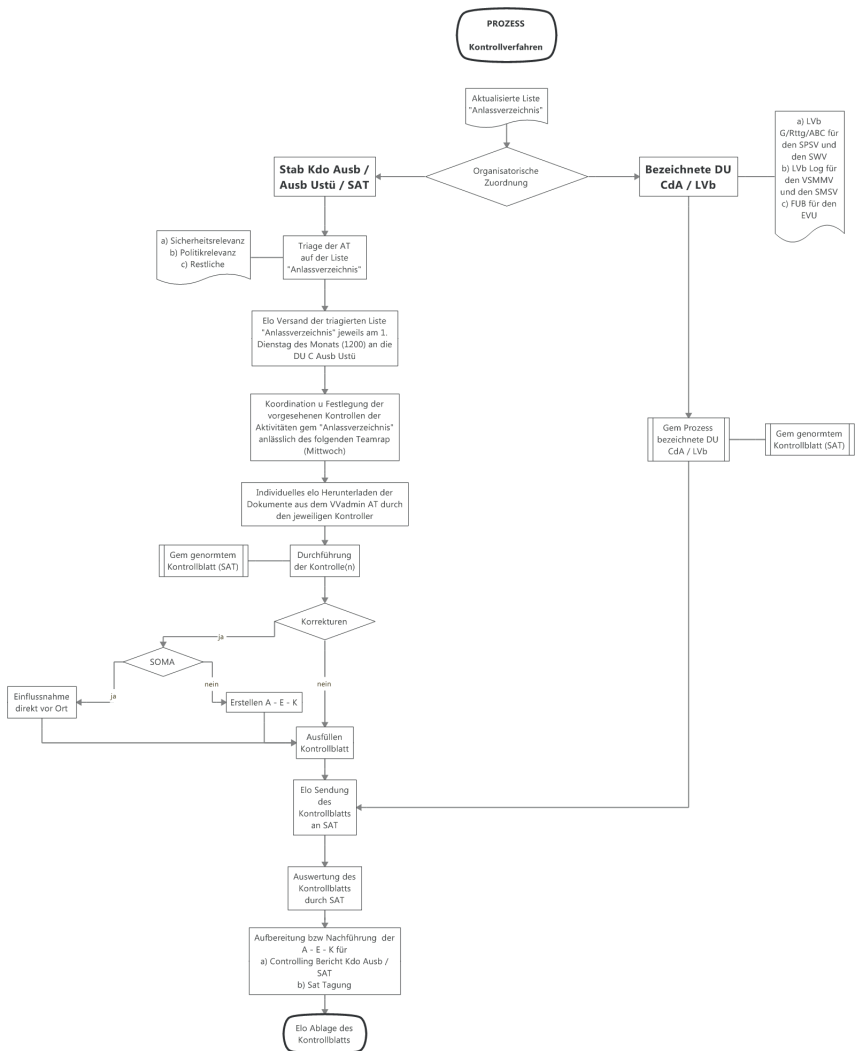 PROZESS
Kontrollverfahren
Aktualisierte Liste
"Anlassverzeichnis"
Organisatorische
Zuordnung
Stab Kdo Ausb /
Ausb Ustü / SAT
Bezeichnete DU
CdA / LVb
a) LVb
G/Rttg/ABC für
den SPSV und
den SWV
b) LVb Log für
den VSMMV
und den SMSV
c) FUB für den
EVU
a) Sicherheitsrelevanz
b) Politikrelevanz
c) Restliche
Triage der AT
auf der Liste
"Anlassverzeichnis"
Elo Versand der triagierten Liste
"Anlassverzeichnis" jeweils am 1.
Dienstag des Monats (1200) an die
DU C Ausb Ustü
Koordination u Festlegung der
vorgesehenen Kontrollen der
Aktivitäten gem "Anlassverzeichnis"
anlässlich des folgenden Teamrap
(Mittwoch)
Gem Prozess
bezeichnete DU
CdA / LVb
Gem genormtem
Kontrollblatt (SAT)
Individuelles elo Herunterladen der
Dokumente aus dem VVadmin AT durch
den jeweiligen Kontroller
Gem genormtem
Kontrollblatt (SAT)
Durchführung
der Kontrolle(n)
Korrekturen
ja
SOMA
nein
nein
ja
Einflussnahme
direkt vor Ort
Erstellen A - E - K
Ausfüllen
Kontrollblatt
Elo Sendung
des
Kontrollblatts
an SAT
Auswertung des
Kontrollblatts
durch SAT
Aufbereitung bzw Nachführung der
A - E - K für
a) Controlling Bericht Kdo Ausb /
SAT
b) Sat Tagung
Elo Ablage des
Kontrollblatts